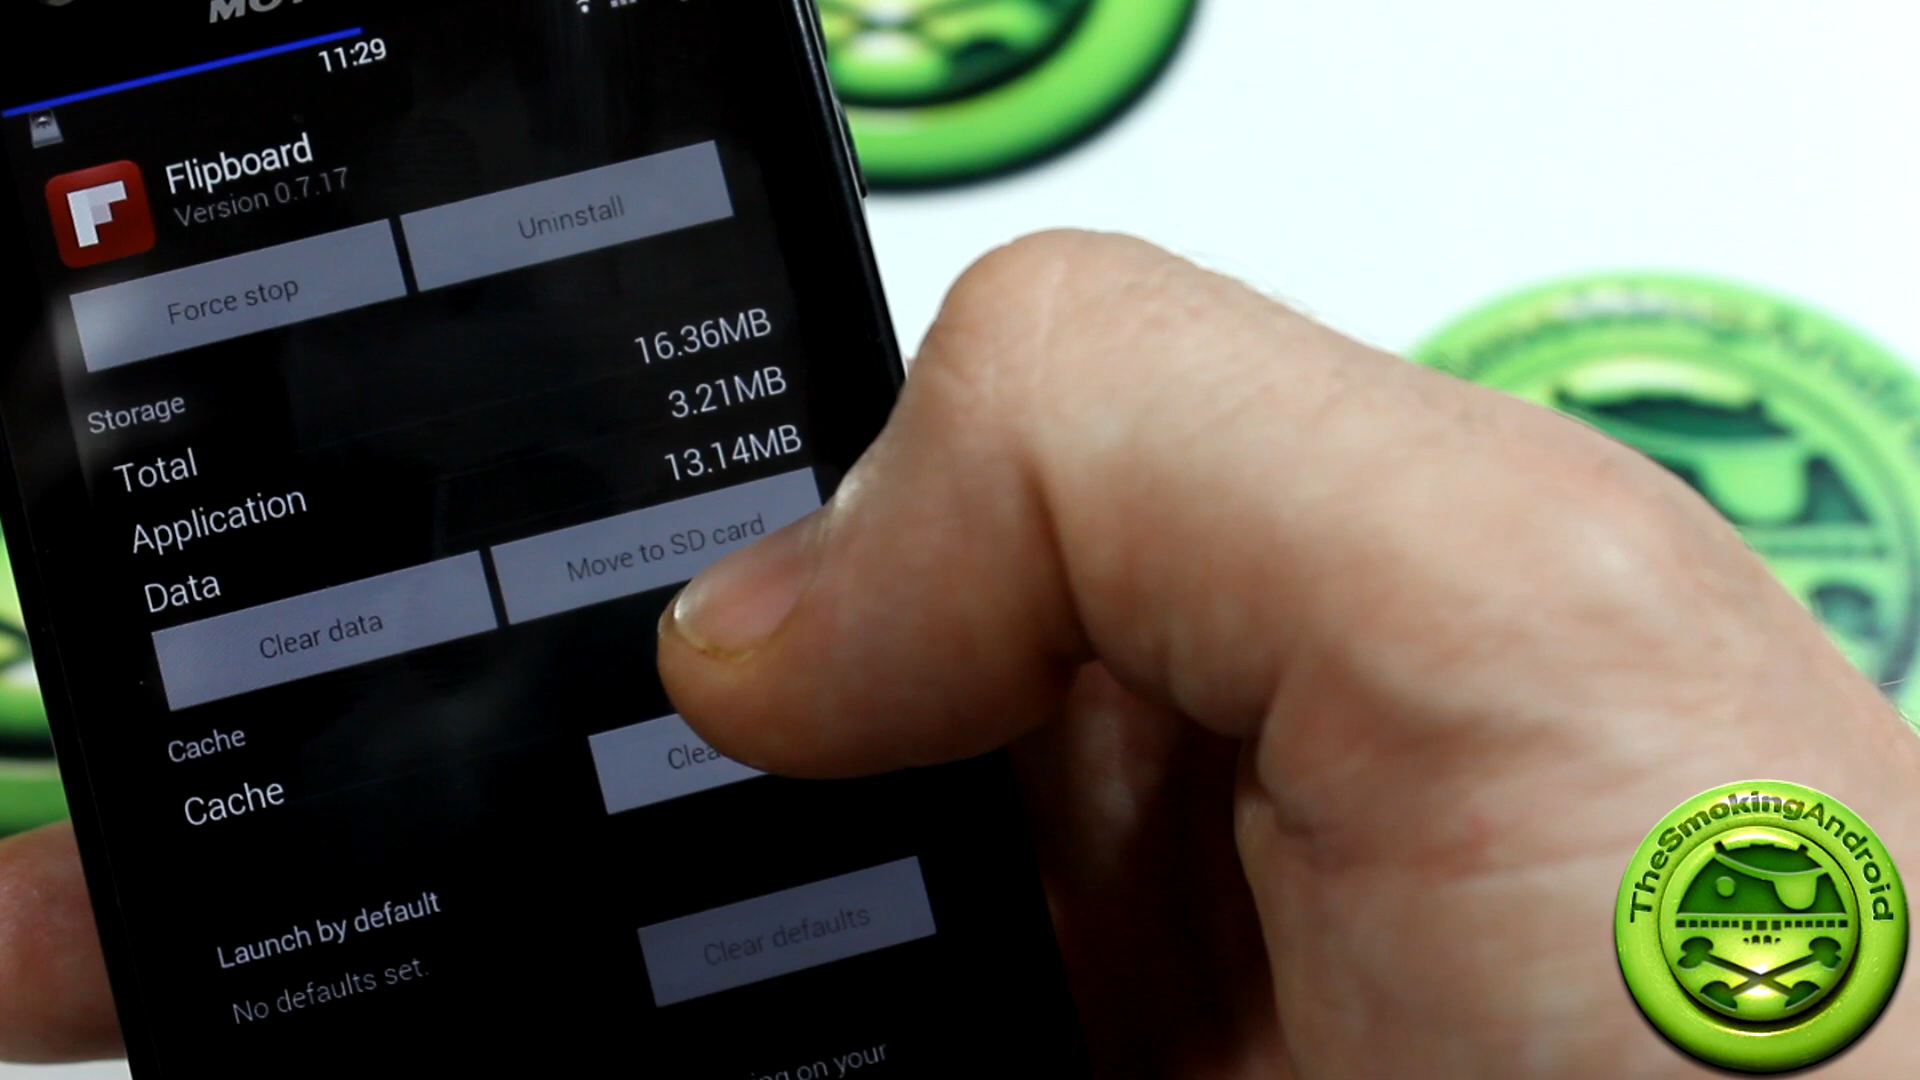 11:29
Flipboard
Version 0.7.17
Force stop
Uninstall
Storage
Total 16.36MB
Application 3.21MB
Data 13.14MB
Clear data
Move to SD card
Cache
Cache
Launch by default
No defaults set.
Clear defaults
on your
TheSmokingAndroid